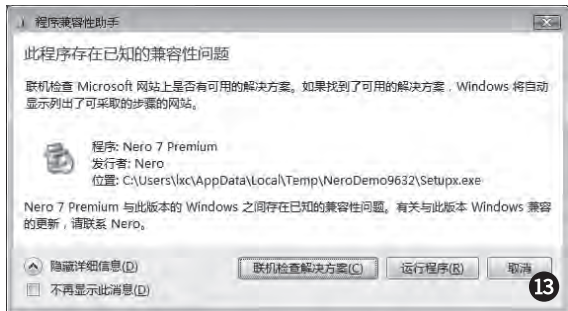 程序兼容性助手
此程序存在已知的兼容性问题
联机检查 Microsoft 网站上是否有可用的解决方案。如果找到了可用的解决方案，Windows 将自动
显示列出了可采取的步骤的网站。
程序: Nero 7 Premium
发行者: Nero
位置: C:\Users\lxc\AppData\Local\Temp\NeroDemo9632\Setupx.exe
Nero 7 Premium 与此版本的 Windows 之间存在已知的兼容性问题。有关与此版本 Windows 兼容
的更新，请联系 Nero。
隐藏详细信息(D) 联机检查解决方案(C) 运行程序(R) 取消
不再显示此消息(D)
13